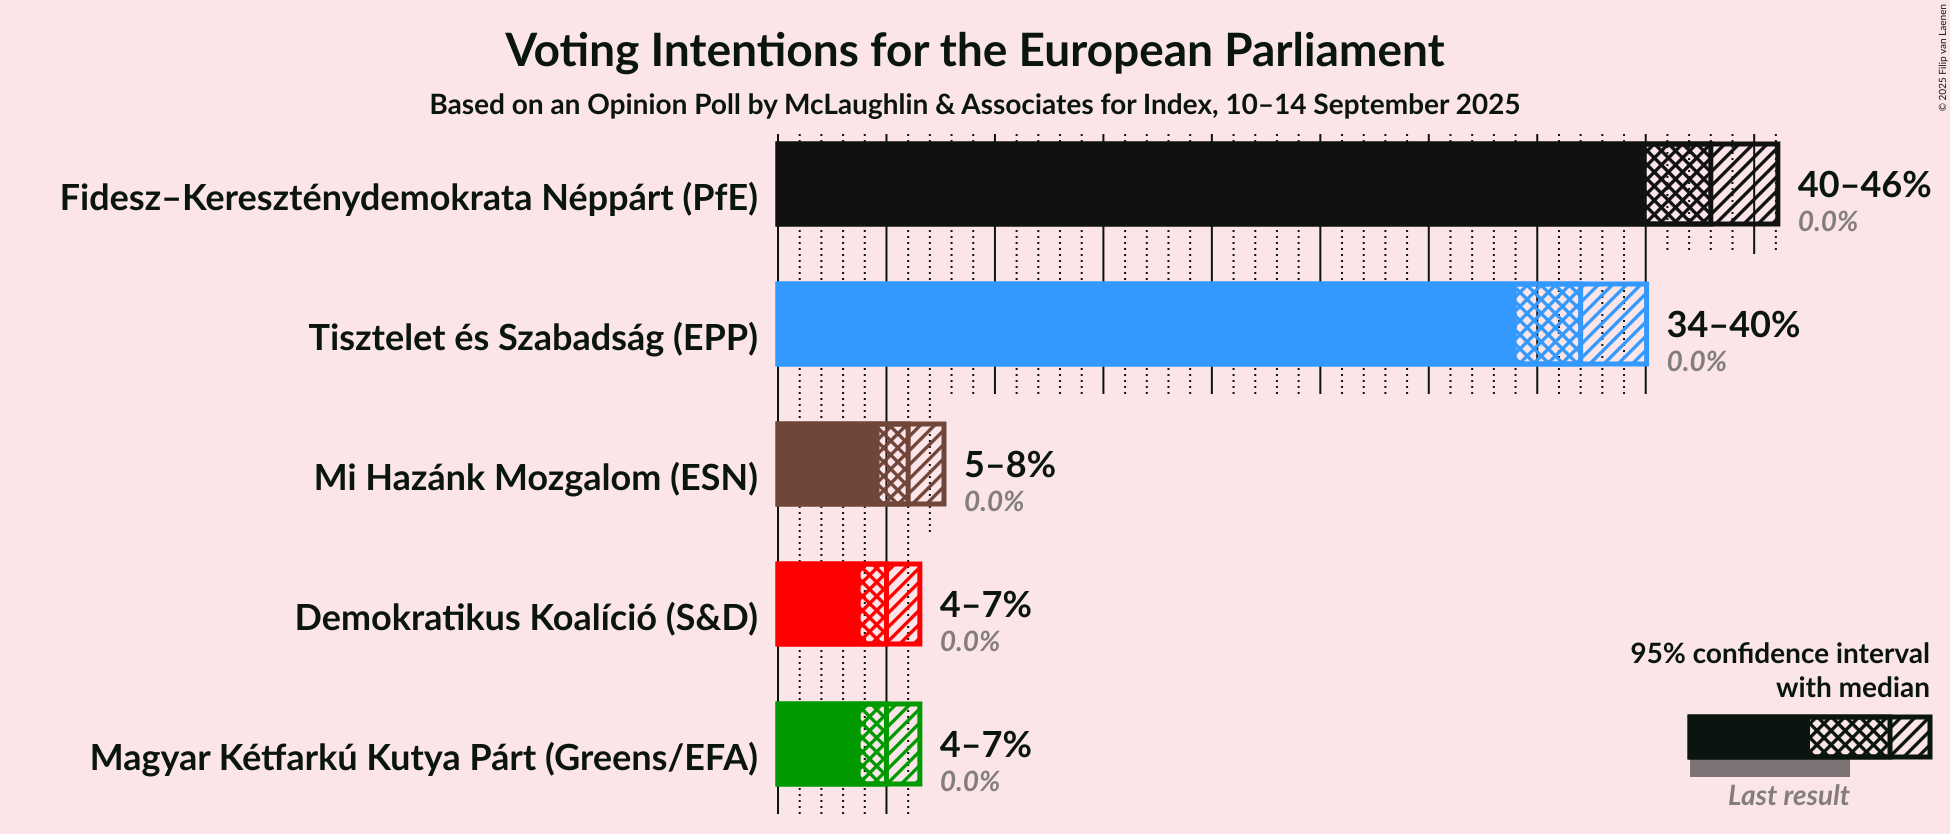 Voting Intentions for the European Parliament
Based on an Opinion Poll by McLaughlin & Associates for Index, 10–14 September 2025
© 2025 Filip van Laenen
Fidesz–Kereszténydemokrata Néppárt (PfE)
40–46%
0.0%
Tisztelet és Szabadság (EPP)
34–40%
0.0%
Mi Hazánk Mozgalom (ESN)
5–8%
0.0%
Demokratikus Koalíció (S&D)
4–7%
0.0%
Magyar Kétfarkú Kutya Párt (Greens/EFA)
4–7%
0.0%
95% confidence interval
with median
Last result